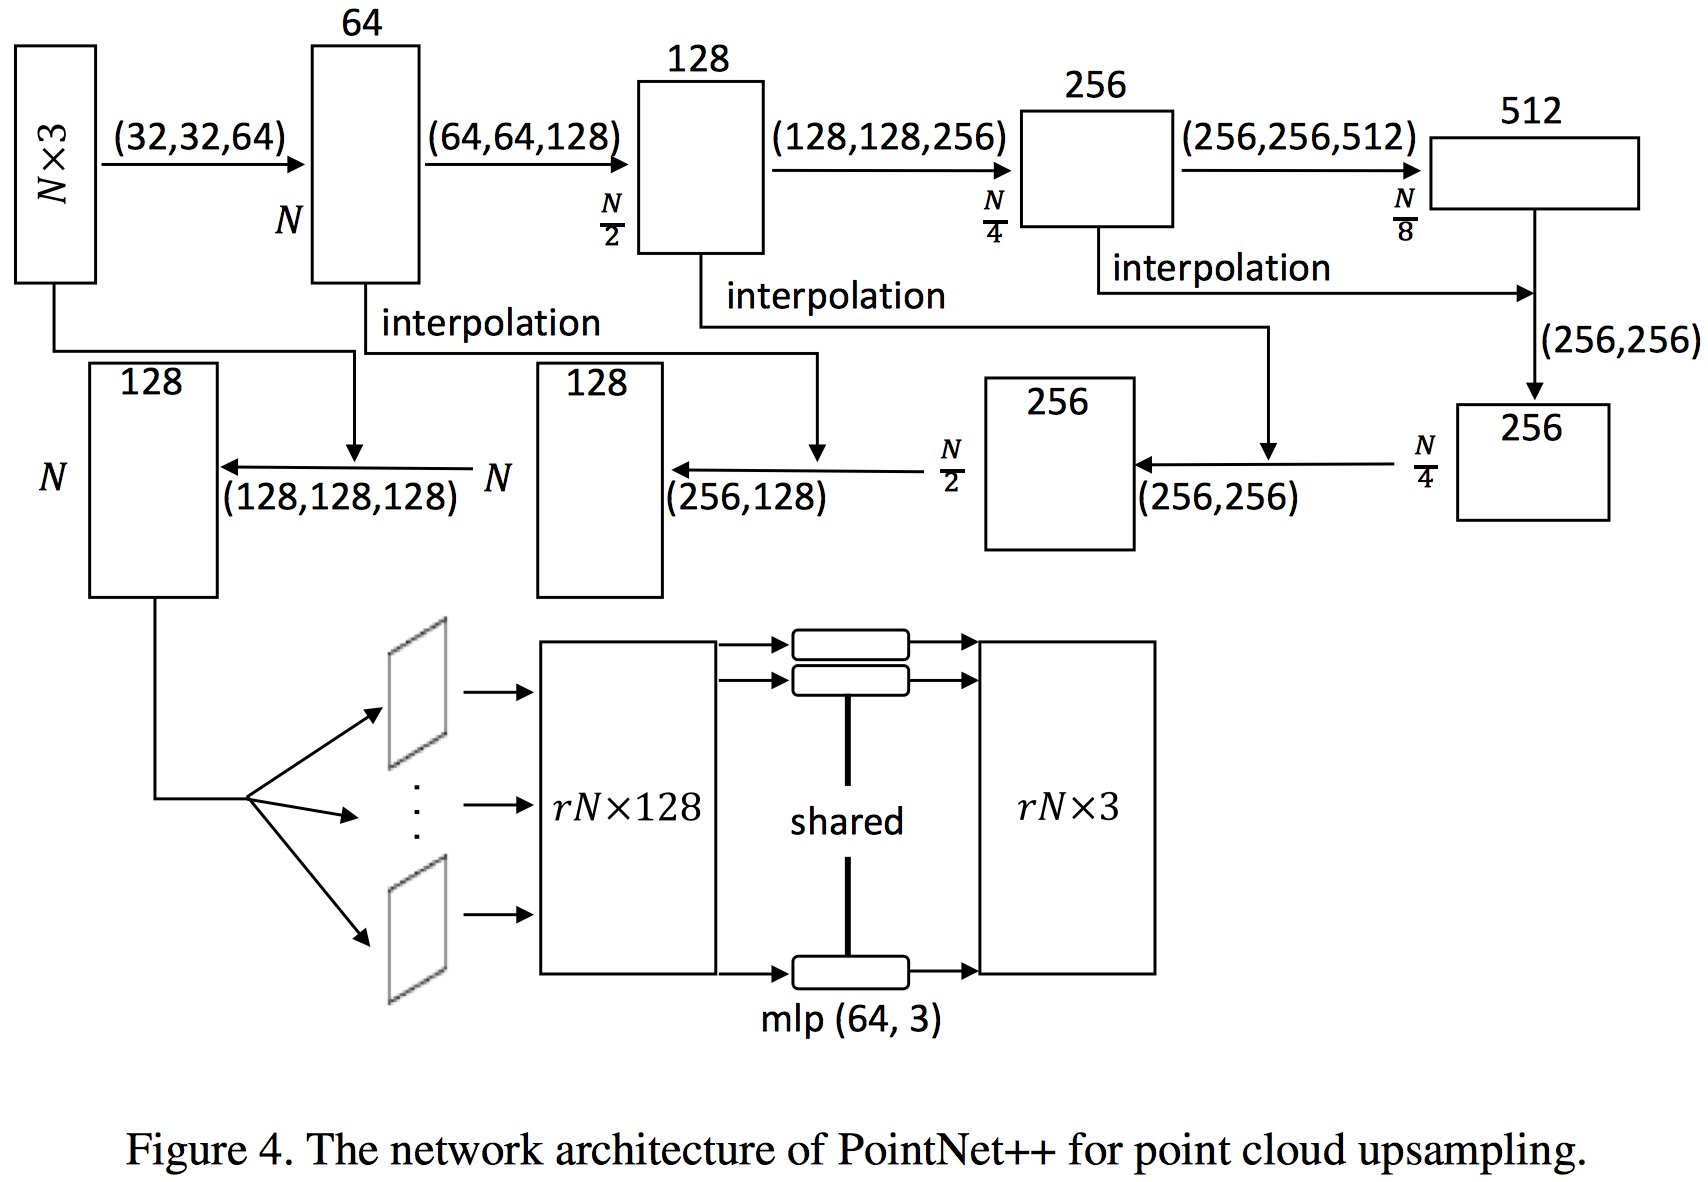 64
128
256
512
N×3
(32,32,64)
(64,64,128)
(128,128,256)
(256,256,512)
N
N/2
N/4
N/8
interpolation
interpolation
interpolation
(256,256)
128
128
256
256
N
(128,128,128)
N
(256,128)
N/2
(256,256)
N/4
rN×128
shared
rN×3
mlp (64, 3)
Figure 4. The network architecture of PointNet++ for point cloud upsampling.